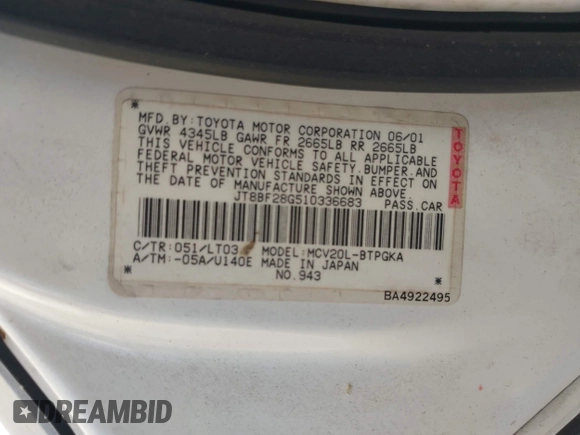 MFD.BY:TOYOTA MOTOR CORPORATION 06/01
GVWR 4345LB GAWR FR 2665LB RR 2665LB
THIS VEHICLE CONFORMS TO ALL APPLICABLE
FEDERAL MOTOR VEHICLE SAFETY,BUMPER,AND
THEFT PREVENTION STANDARDS IN EFFECT ON
THE DATE OF MANUFACTURE SHOWN ABOVE.
JT8BF28G510336683 PASS.CAR
TOYOTA
C/TR:051/LT03 MODEL:MCV20L-BTPGKA
A/TM:-05A/U140E MADE IN JAPAN
NO.943
BA4922495
DREAMBID